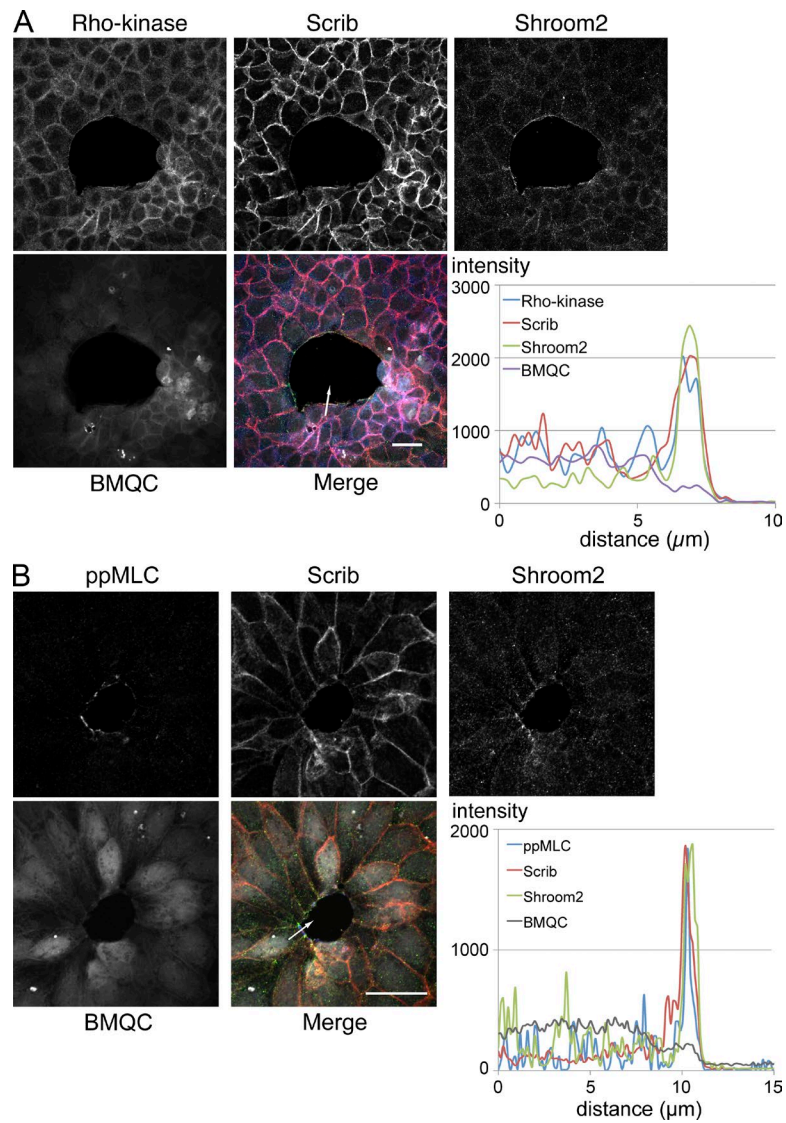 A
Rho-kinase Scrib Shroom2
BMQC Merge
intensity
3000
2000
1000
0
Rho-kinase
Scrib
Shroom2
BMQC
0 5 10
distance (µm)
B
ppMLC Scrib Shroom2
BMQC Merge
intensity
2000
1000
0
ppMLC
Scrib
Shroom2
BMQC
0 5 10 15
distance (µm)